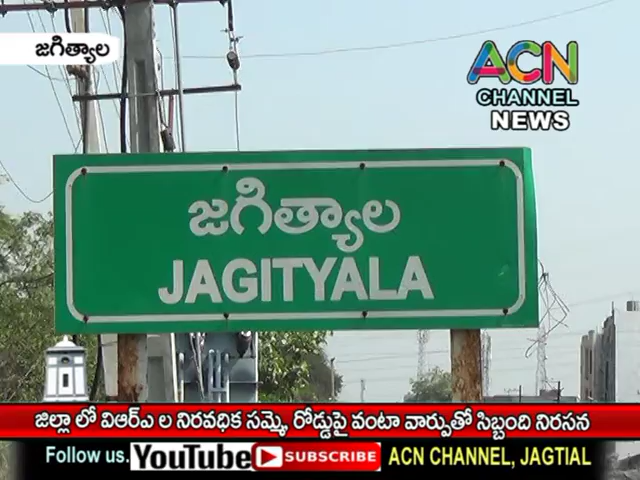 జగిత్యాల
ACN
CHANNEL
NEWS
జగిత్యాల
JAGITYALA
జిల్లా లో విఆర్ఎ ల నిరవధిక సమ్మె, రోడ్డుపై వంటా వార్పుతో సిబ్బంది నిరసన
Follow us. YouTube SUBSCRIBE ACN CHANNEL, JAGTIAL